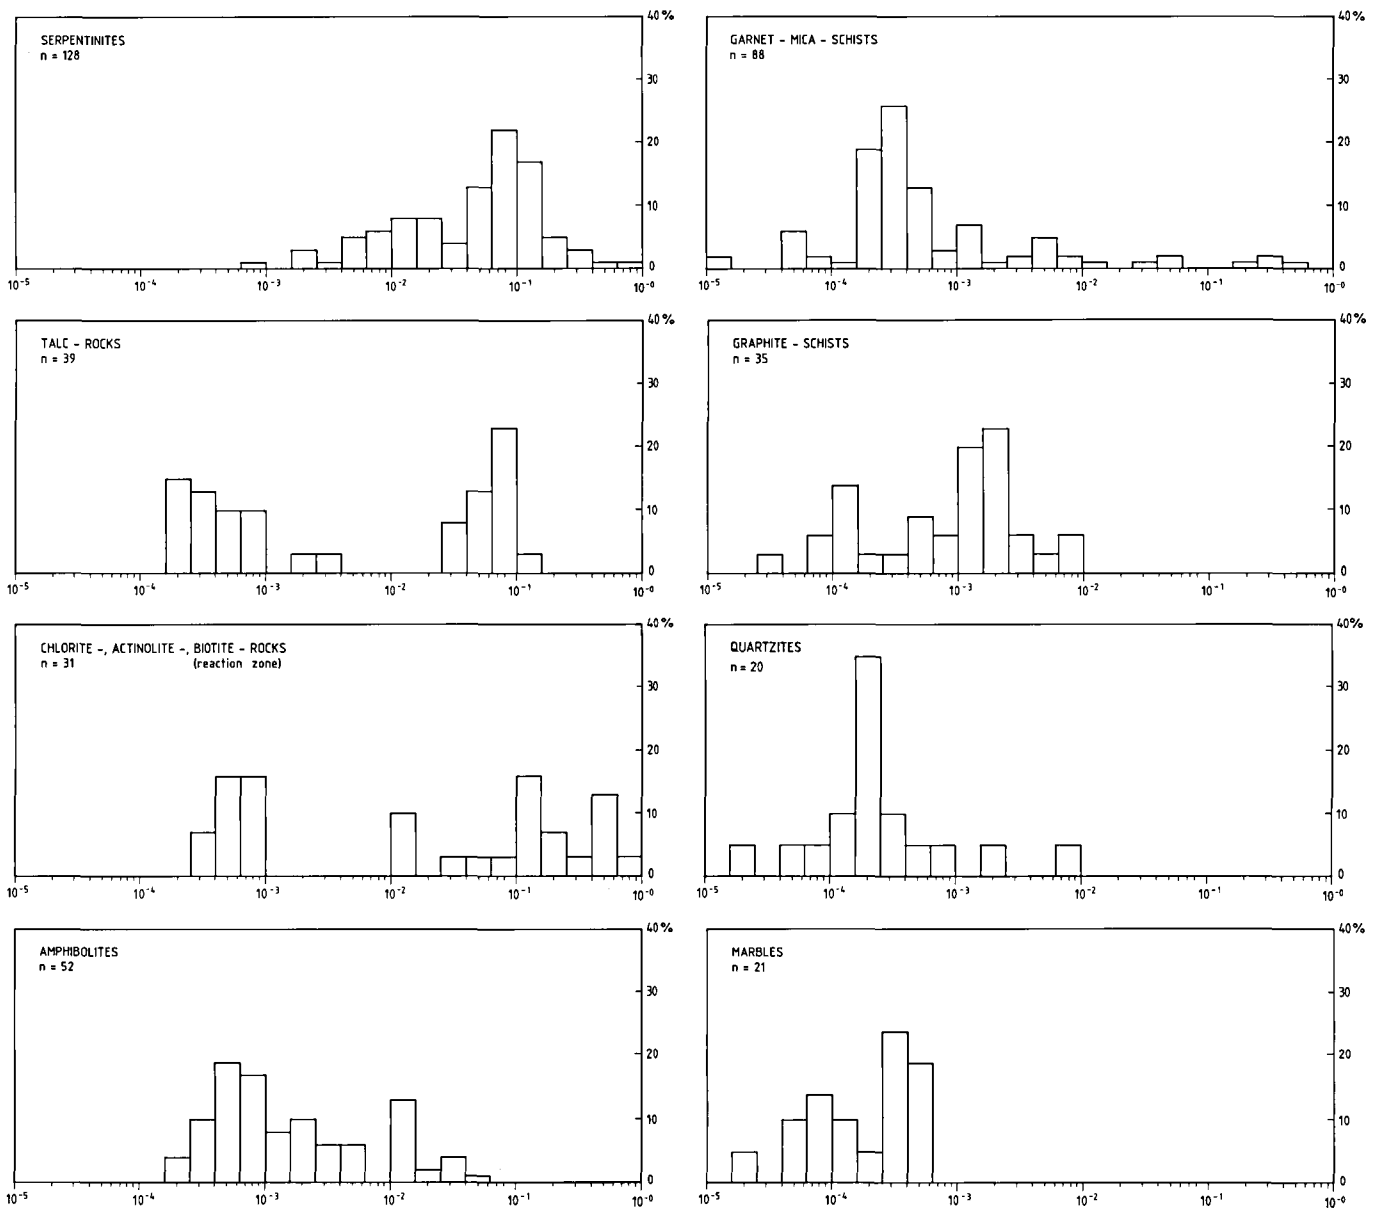 SERPENTINITES
n = 128
40%
30
20
10
0
10⁻⁵ 10⁻⁴ 10⁻³ 10⁻² 10⁻¹ 10⁻⁰
GARNET - MICA - SCHISTS
n = 88
40%
30
20
10
0
10⁻⁵ 10⁻⁴ 10⁻³ 10⁻² 10⁻¹ 10⁻⁰
TALC - ROCKS
n = 39
40%
30
20
10
0
10⁻⁵ 10⁻⁴ 10⁻³ 10⁻² 10⁻¹ 10⁻⁰
GRAPHITE - SCHISTS
n = 35
40%
30
20
10
0
10⁻⁵ 10⁻⁴ 10⁻³ 10⁻² 10⁻¹ 10⁻⁰
CHLORITE -, ACTINOLITE -, BIOTITE - ROCKS
n = 31 (reaction zone)
40%
30
20
10
0
10⁻⁵ 10⁻⁴ 10⁻³ 10⁻² 10⁻¹ 10⁻⁰
QUARTZITES
n = 20
40%
30
20
10
0
10⁻⁵ 10⁻⁴ 10⁻³ 10⁻² 10⁻¹ 10⁻⁰
AMPHIBOLITES
n = 52
40%
30
20
10
0
10⁻⁵ 10⁻⁴ 10⁻³ 10⁻² 10⁻¹ 10⁻⁰
MARBLES
n = 21
40%
30
20
10
0
10⁻⁵ 10⁻⁴ 10⁻³ 10⁻² 10⁻¹ 10⁻⁰